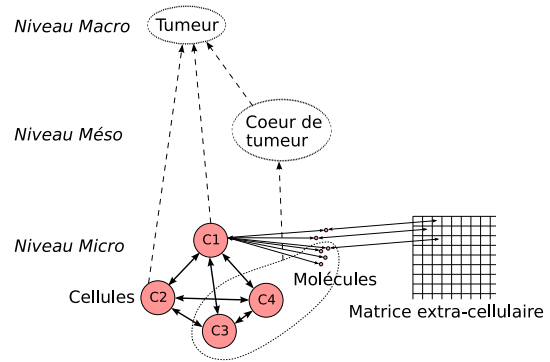 Niveau Macro
Tumeur
Niveau Méso
Coeur de
tumeur
Niveau Micro
C1
Molécules
Cellules
C2
C4
C3
Matrice extra-cellulaire